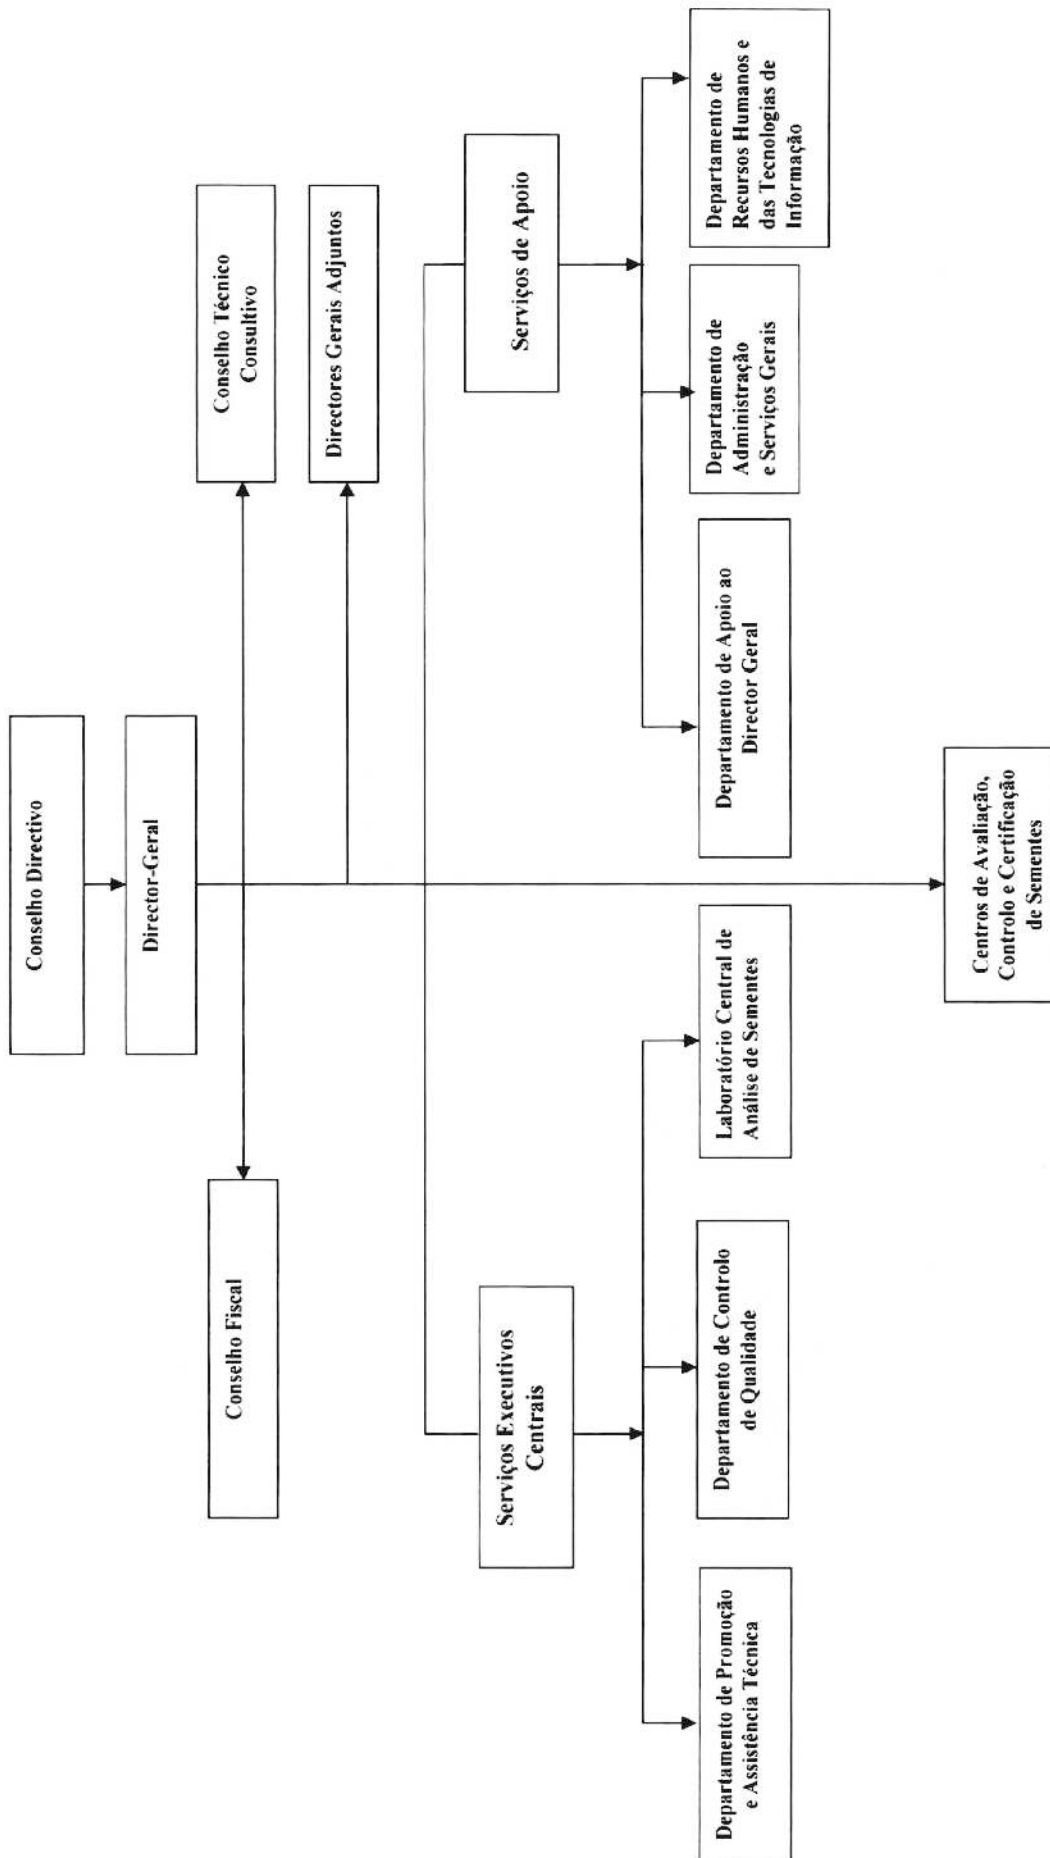 Conselho Directivo
Director-Geral
Conselho Fiscal
Conselho Técnico
Consultivo
Directores Gerais Adjuntos
Serviços Executivos
Centrais
Serviços de Apoio
Departamento de Promoção
e Assistência Técnica
Departamento de Controlo
de Qualidade
Laboratório Central de
Análise de Sementes
Departamento de Apoio ao
Director Geral
Departamento de
Administração
e Serviços Gerais
Departamento de
Recursos Humanos e
das Tecnologias de
Informação
Centros de Avaliação,
Controlo e Certificação
de Sementes